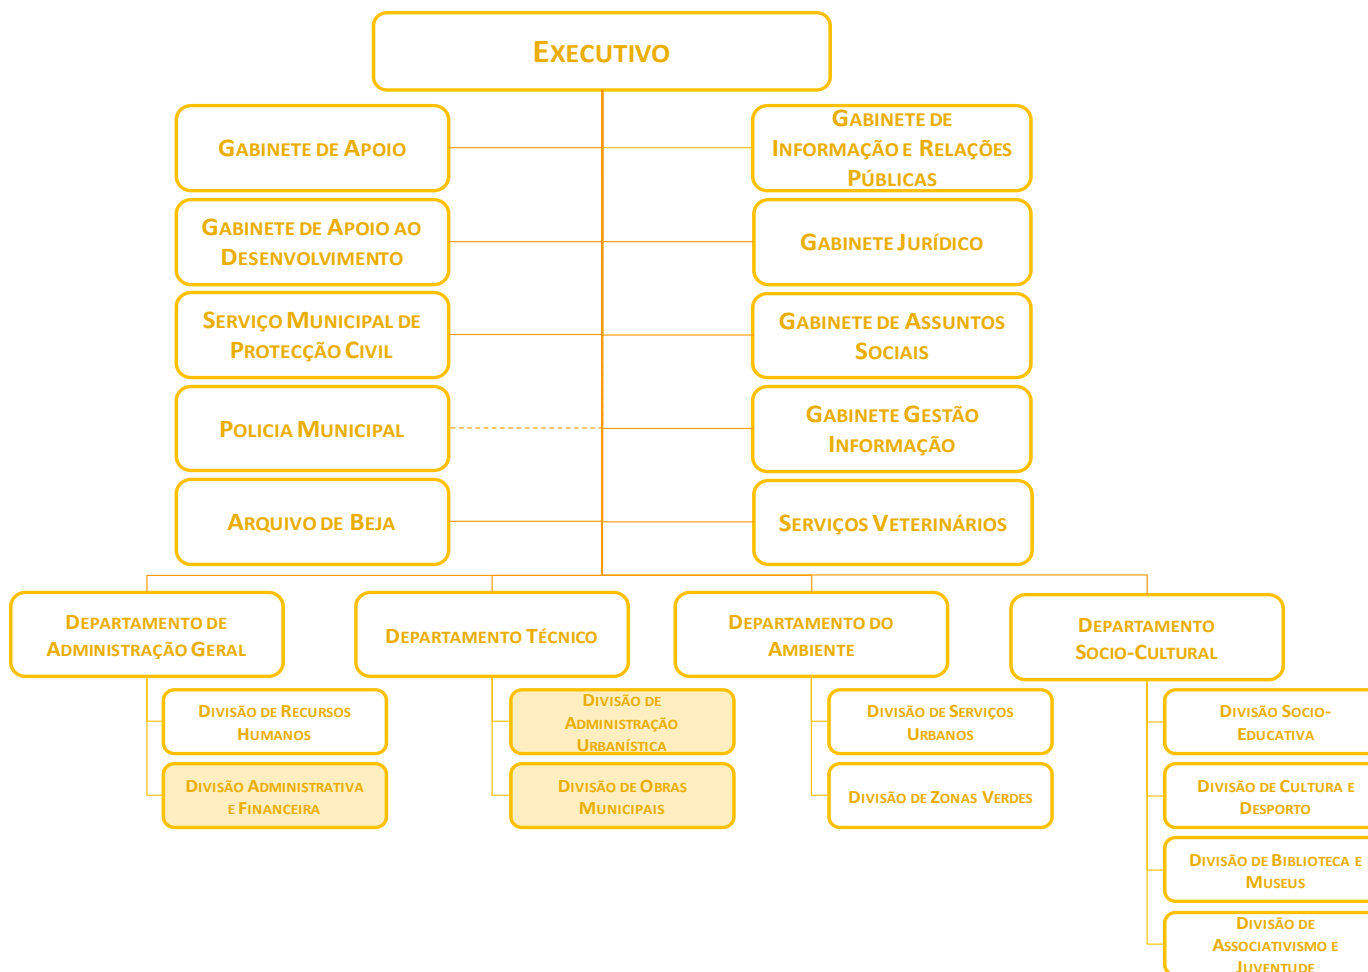 Executivo
Gabinete de Apoio
Gabinete de
Informação e Relações
Públicas
Gabinete de Apoio ao
Desenvolvimento
Gabinete Jurídico
Serviço Municipal de
Protecção Civil
Gabinete de Assuntos
Sociais
Policia Municipal
Gabinete Gestão
Informação
Arquivo de Beja
Serviços Veterinários
Departamento de
Administração Geral
Departamento Técnico
Departamento do
Ambiente
Departamento
Socio-Cultural
Divisão de Recursos
Humanos
Divisão Administrativa
e Financeira
Divisão de
Administração
Urbanística
Divisão de Obras
Municipais
Divisão de Serviços
Urbanos
Divisão de Zonas Verdes
Divisão Socio-
Educativa
Divisão de Cultura e
Desporto
Divisão de Biblioteca e
Museus
Divisão de
Associativismo e
Juventude